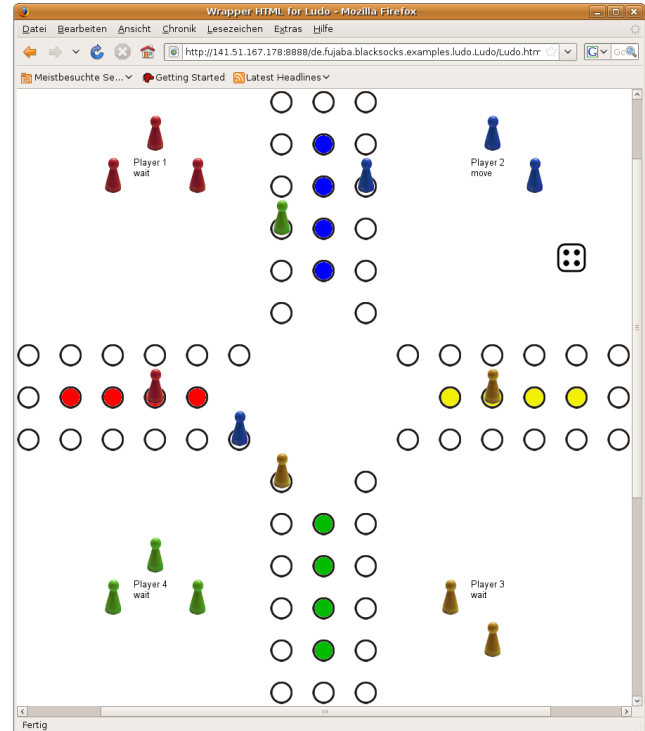 Wrapper HTML for Ludo - Mozilla Firefox
Datei Bearbeiten Ansicht Chronik Lesezeichen Extras Hilfe
http://141.51.167.178:8888/de.fujaba.blacksocks.examples.ludo.Ludo/Ludo.htm
G Goo
Meistbesuchte Se... Getting Started Latest Headlines
Player 1
wait
Player 2
move
Player 4
wait
Player 3
wait
Fertig